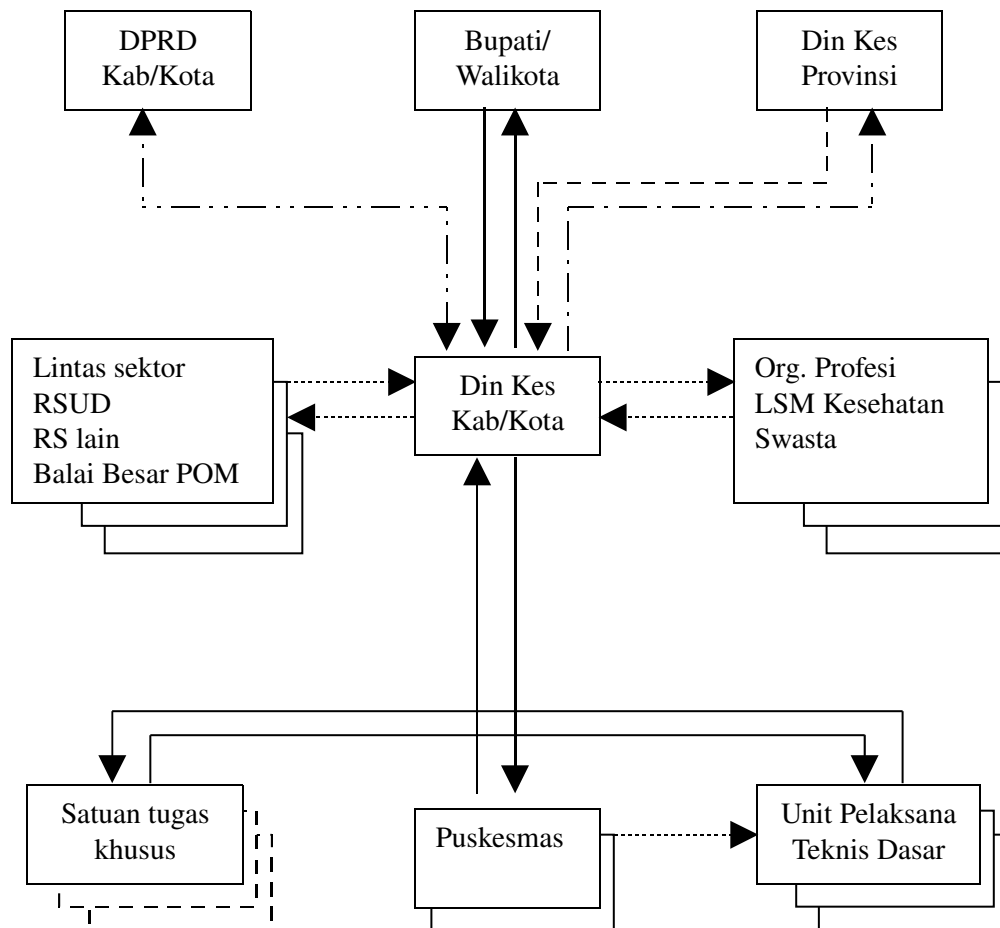 DPRD
Kab/Kota
Bupati/
Walikota
Din Kes
Provinsi
Lintas sektor
RSUD
RS lain
Balai Besar POM
Din Kes
Kab/Kota
Org. Profesi
LSM Kesehatan
Swasta
Satuan tugas
khusus
Puskesmas
Unit Pelaksana
Teknis Dasar